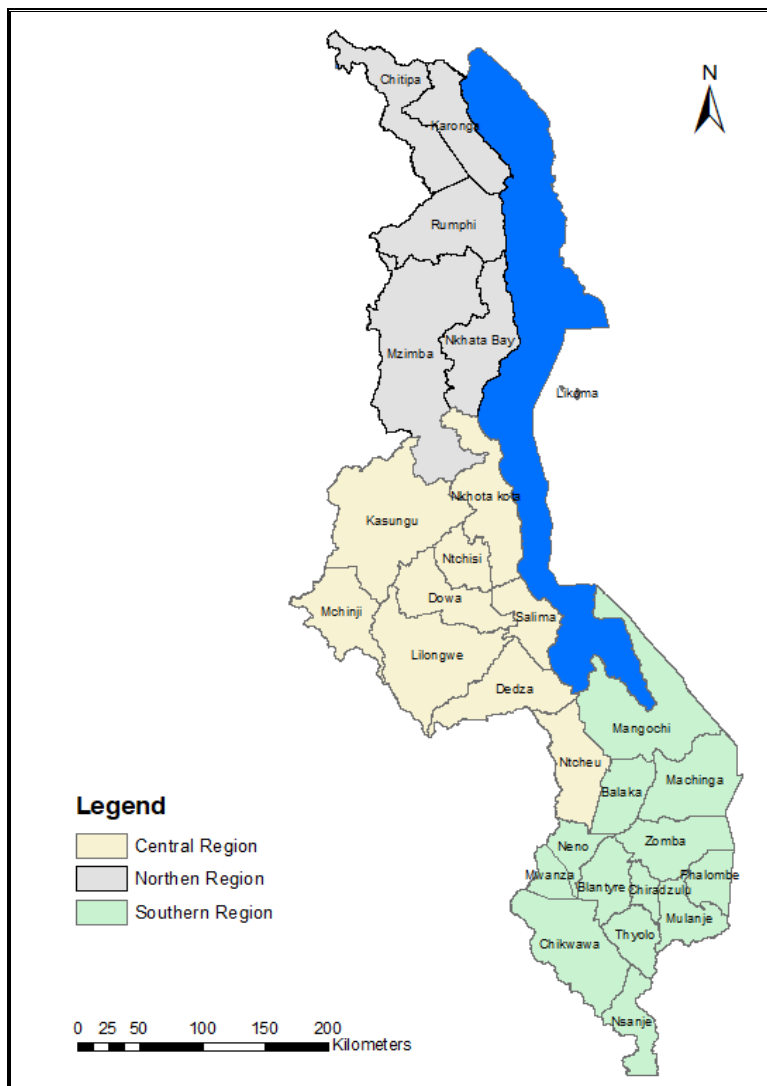 N
Chitipa
Karonga
Rumphi
Nkhata Bay
Mzimba
Likoma
Nkhota kota
Kasungu
Ntchisi
Dowa
Mchinji
Salima
Lilongwe
Dedza
Mangochi
Ntcheu
Machinga
Balaka
Legend
Central Region
Northen Region
Southern Region
Zomba
Neno
Phalombe
Mwanza
Blantyre
Chiradzulu
Mulanje
Thyolo
Chikwawa
Nsanje
0 25 50 100 150 200
Kilometers